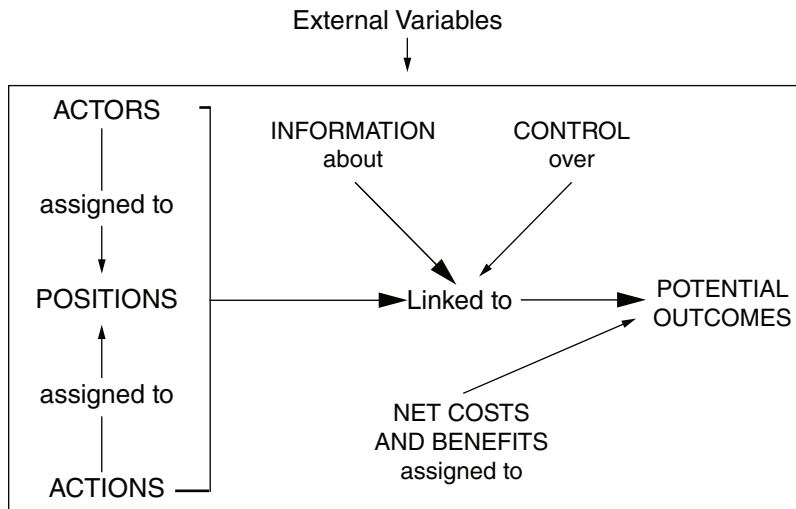 External Variables
ACTORS
assigned to
POSITIONS
assigned to
ACTIONS
INFORMATION
about
CONTROL
over
Linked to
POTENTIAL
OUTCOMES
NET COSTS
AND BENEFITS
assigned to